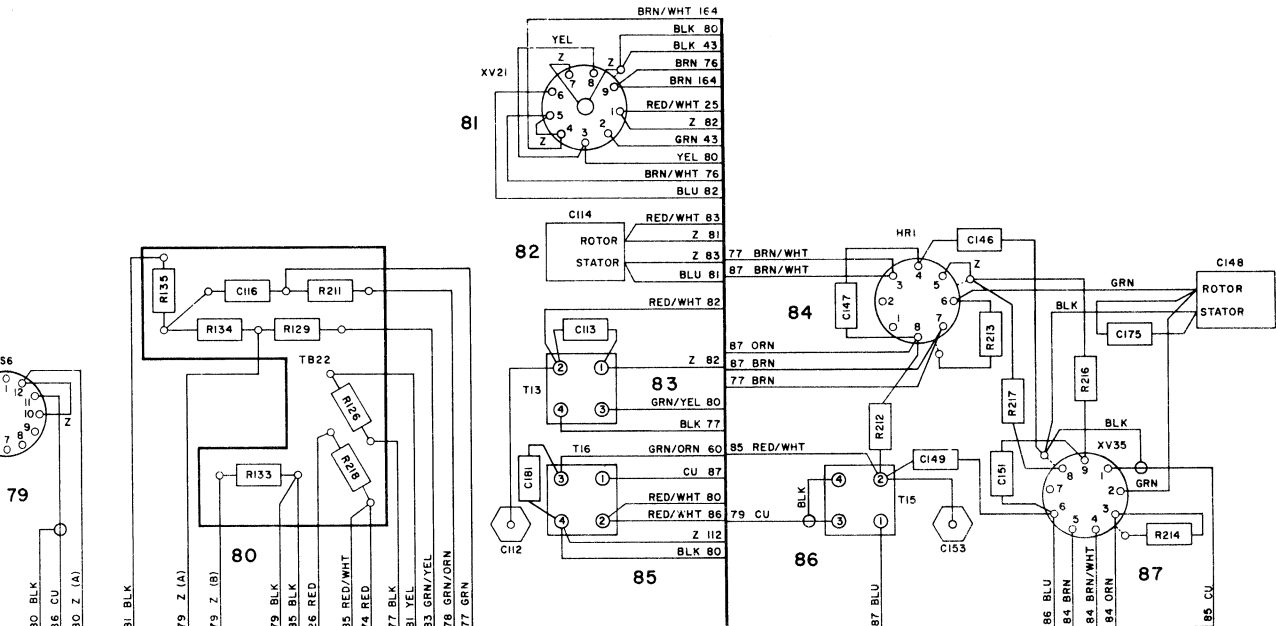 BRN/WHT 164
BLK 80
BLK 43
BRN 76
BRN 164
RED/WHT 25
Z 82
GRN 43
YEL 80
BRN/WHT 76
BLU 82
YEL
Z
Z
Z
XV21
81
1
2
3
4
5
6
7
8
9
C114
ROTOR
STATOR
82
RED/WHT 83
Z 81
Z 83
BLU 81
RED/WHT 82
77 BRN/WHT
87 BRN/WHT
HR1
C146
C147
Z
1
2
3
4
5
6
7
8
R213
84
87 ORN
87 BRN
77 BRN
GRN
BLK
C148
ROTOR
STATOR
C175
R135
C116
R211
R134
R129
TB22
R126
R218
R133
80
S6
1
12
11
10
9
8
7
Z
79
C113
2
1
4
3
T13
83
Z 82
GRN/YEL 80
BLK 77
T16
C181
3
1
4
2
GRN/ORN 60
CU 87
RED/WHT 80
RED/WHT 86
Z 112
BLK 80
85
C112
85 RED/WHT
79 CU
R212
BLK
4
2
3
1
T15
C149
C153
86
R217
R216
BLK
XV35
C151
GRN
9
8
1
7
2
6
3
5
4
R214
87
80 BLK
86 CU
80 Z (A)
81 BLK
79 Z (A)
79 Z (B)
79 BLK
85 BLK
26 RED
85 RED/WHT
74 RED
77 BLK
81 YEL
83 GRN/YEL
78 GRN/ORN
77 GRN
87 BLU
86 BLU
84 BRN
84 BRN/WHT
84 ORN
85 CU